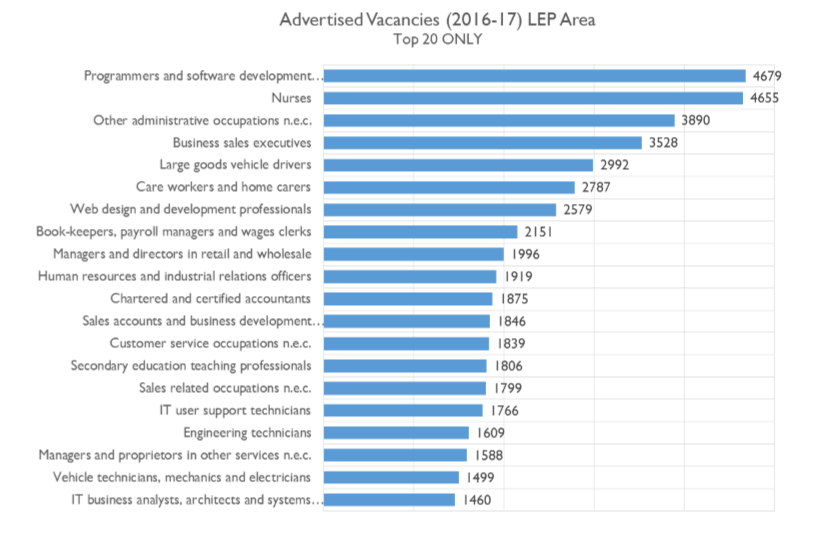 Advertised Vacancies (2016-17) LEP Area
Top 20 ONLY
Programmers and software development... 4679
Nurses 4655
Other administrative occupations n.e.c. 3890
Business sales executives 3528
Large goods vehicle drivers 2992
Care workers and home carers 2787
Web design and development professionals 2579
Book-keepers, payroll managers and wages clerks 2151
Managers and directors in retail and wholesale 1996
Human resources and industrial relations officers 1919
Chartered and certified accountants 1875
Sales accounts and business development... 1846
Customer service occupations n.e.c. 1839
Secondary education teaching professionals 1806
Sales related occupations n.e.c. 1799
IT user support technicians 1766
Engineering technicians 1609
Managers and proprietors in other services n.e.c. 1588
Vehicle technicians, mechanics and electricians 1499
IT business analysts, architects and systems... 1460